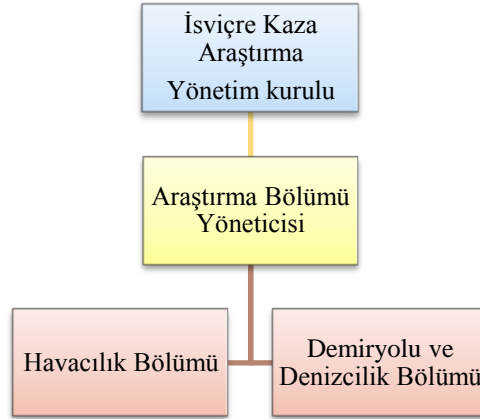 İsviçre Kaza
Araştırma
Yönetim kurulu
Araştırma Bölümü
Yöneticisi
Havacılık Bölümü
Demiryolu ve
Denizcilik Bölümü